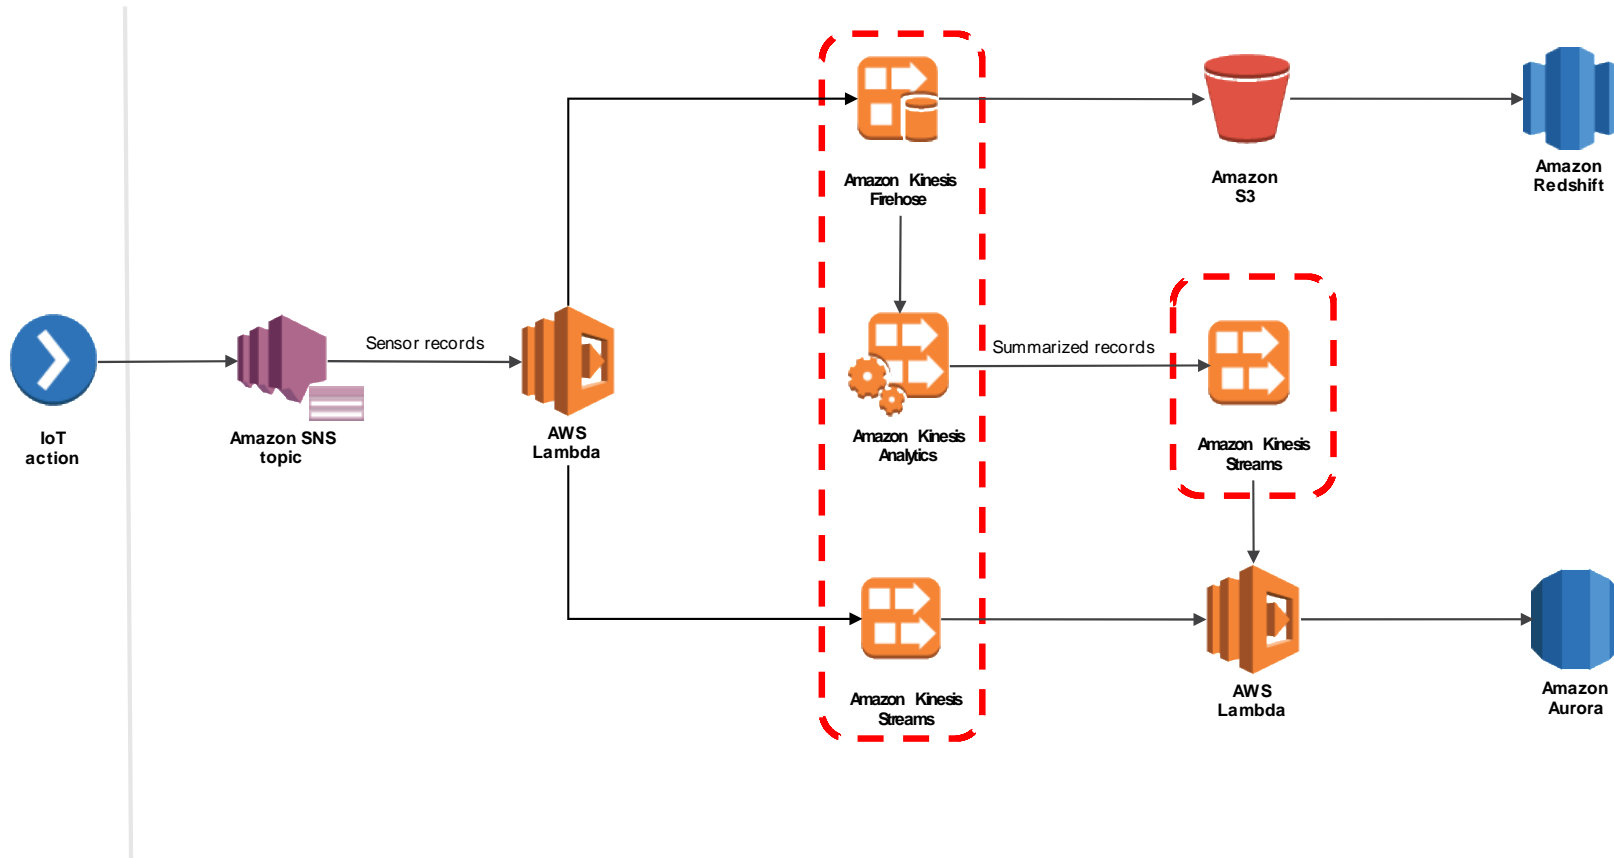 IoT
action
Amazon SNS
topic
Sensor records
AWS
Lambda
Amazon Kinesis
Firehose
Amazon Kinesis
Analytics
Amazon Kinesis
Streams
Amazon
S3
Summarized records
Amazon Kinesis
Streams
AWS
Lambda
Amazon
Redshift
Amazon
Aurora